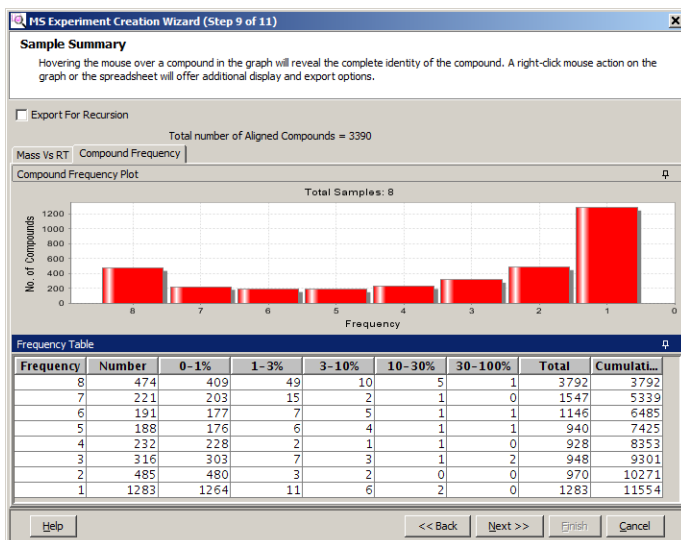 MS Experiment Creation Wizard (Step 9 of 11)
Sample Summary
Hovering the mouse over a compound in the graph will reveal the complete identity of the compound. A right-click mouse action on the
graph or the spreadsheet will offer additional display and export options.
Export For Recursion
Total number of Aligned Compounds = 3390
Mass Vs RT Compound Frequency
Compound Frequency Plot
Total Samples: 8
No. of Compounds
1200
1000
800
600
400
200
0
8 7 6 5 4 3 2 1 0
Frequency
Frequency Table
Frequency Number 0-1% 1-3% 3-10% 10-30% 30-100% Total Cumulati...
8 474 409 49 10 5 1 3792 3792
7 221 203 15 2 1 0 1547 5339
6 191 177 7 5 1 1 1146 6485
5 188 176 6 4 1 1 940 7425
4 232 228 2 1 1 0 928 8353
3 316 303 7 3 1 2 948 9301
2 485 480 3 2 0 0 970 10271
1 1283 1264 11 6 2 0 1283 11554
Help << Back Next >> Finish Cancel